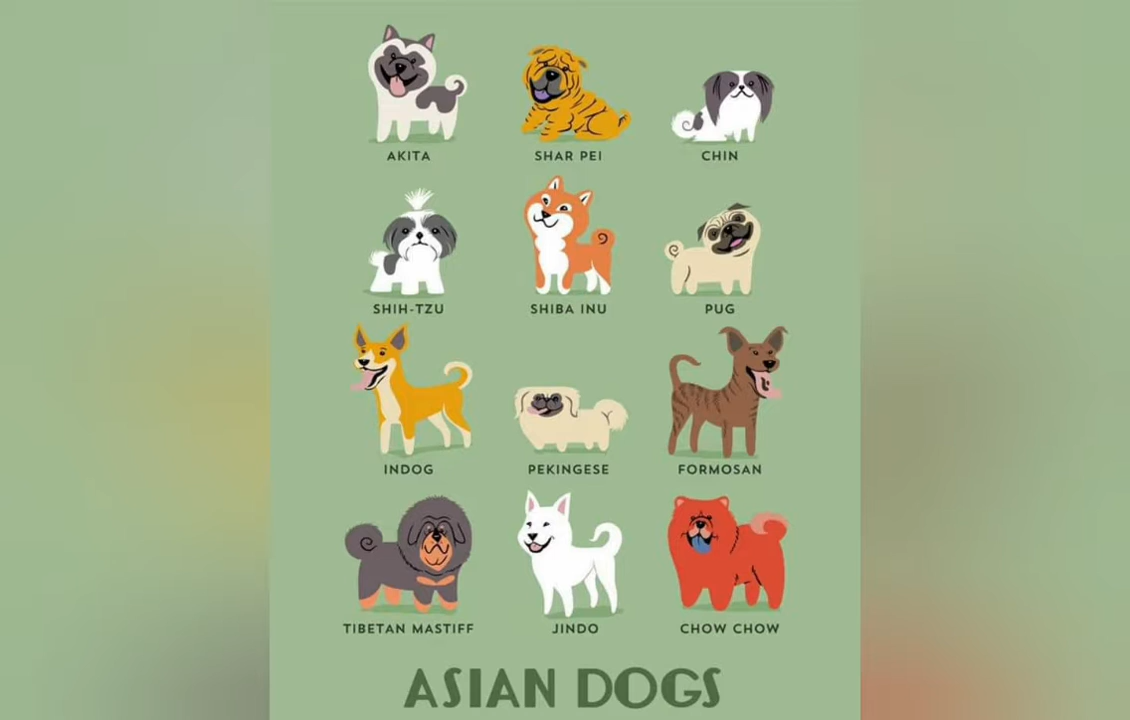 AKITA
SHAR PEI
CHIN
SHIH-TZU
SHIBA INU
PUG
INDOG
PEKINGESE
FORMOSAN
TIBETAN MASTIFF
JINDO
CHOW CHOW
ASIAN DOGS